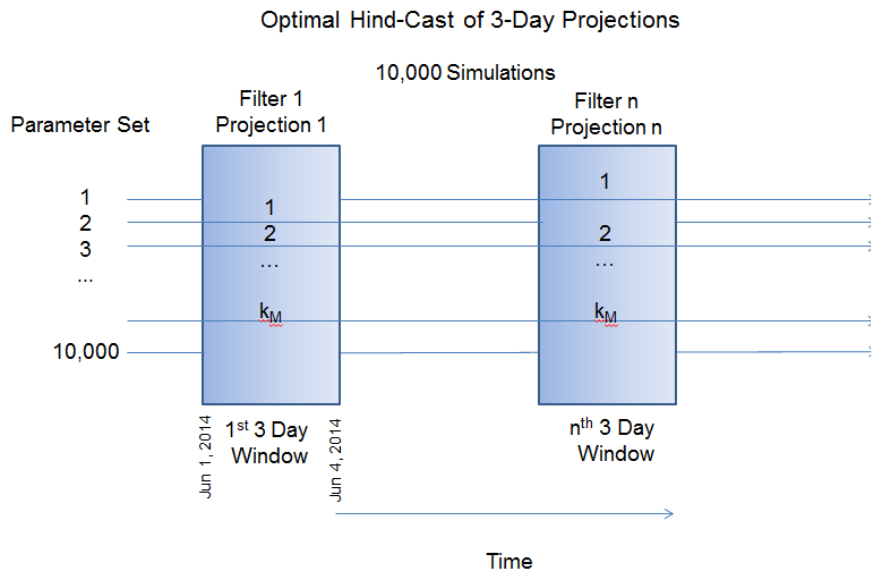 Optimal Hind-Cast of 3-Day Projections
10,000 Simulations
Filter 1
Projection 1
Filter n
Projection n
Parameter Set
1
2
3
...
10,000
1
2
...
kM
1
2
...
kM
Jun 1, 2014
1st 3 Day
Window
Jun 4, 2014
nth 3 Day
Window
Time